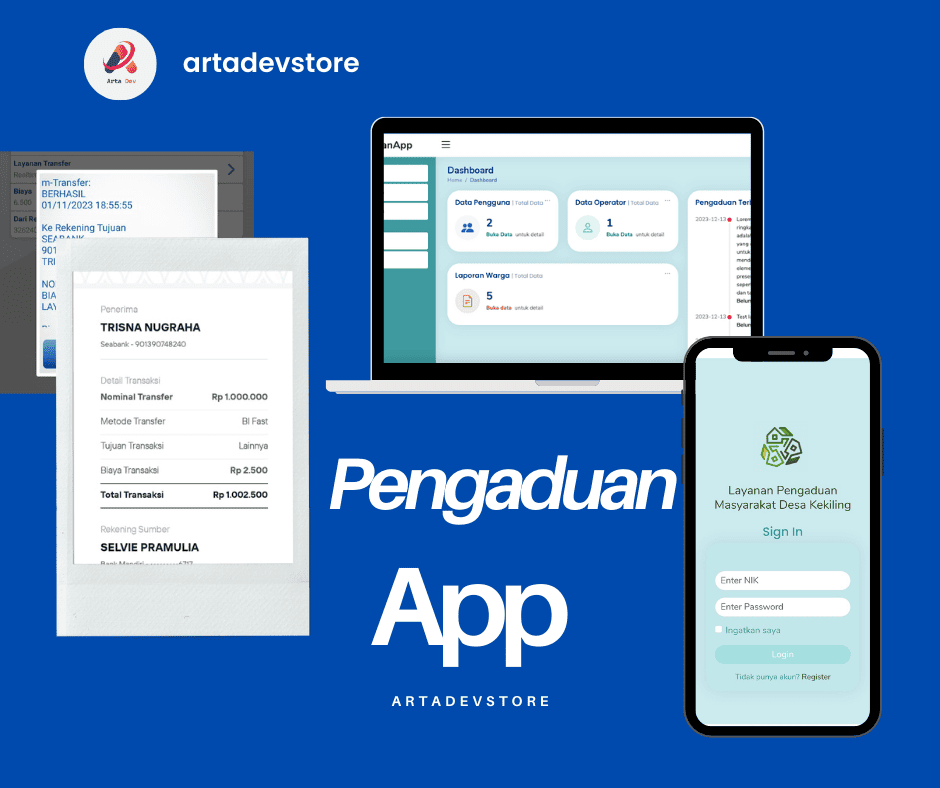 Arta Dev
artadevstore
Layanan Transfer
Biaya
6.500
m-Transfer:
BERHASIL
01/11/2023 18:55:55
Ke Rekening Tujuan
SEABANK
901
TRI
NO
BIA
LAY
Penerima
TRISNA NUGRAHA
Seabank - 901390748240
Detail Transaksi
Nominal Transfer Rp 1.000.000
Metode Transfer BI Fast
Tujuan Transaksi Lainnya
Biaya Transaksi Rp 2.500
Total Transaksi Rp 1.002.500
Rekening Sumber
SELVIE PRAMULIA
anApp
Dashboard
Home / Dashboard
Data Pengguna | Total Data
2
Buka Data untuk detail
Data Operator | Total Data
1
Buka Data untuk detail
Laporan Warga | Total Data
5
Buka data untuk detail
Pengaduan Ter
2023-11-13
2023-12-13
Pengaduan
App
ARTADEVSTORE
Layanan Pengaduan
Masyarakat Desa Kekiling
Sign In
Enter NIK
Enter Password
Ingatkan saya
Login
Tidak punya akun? Register